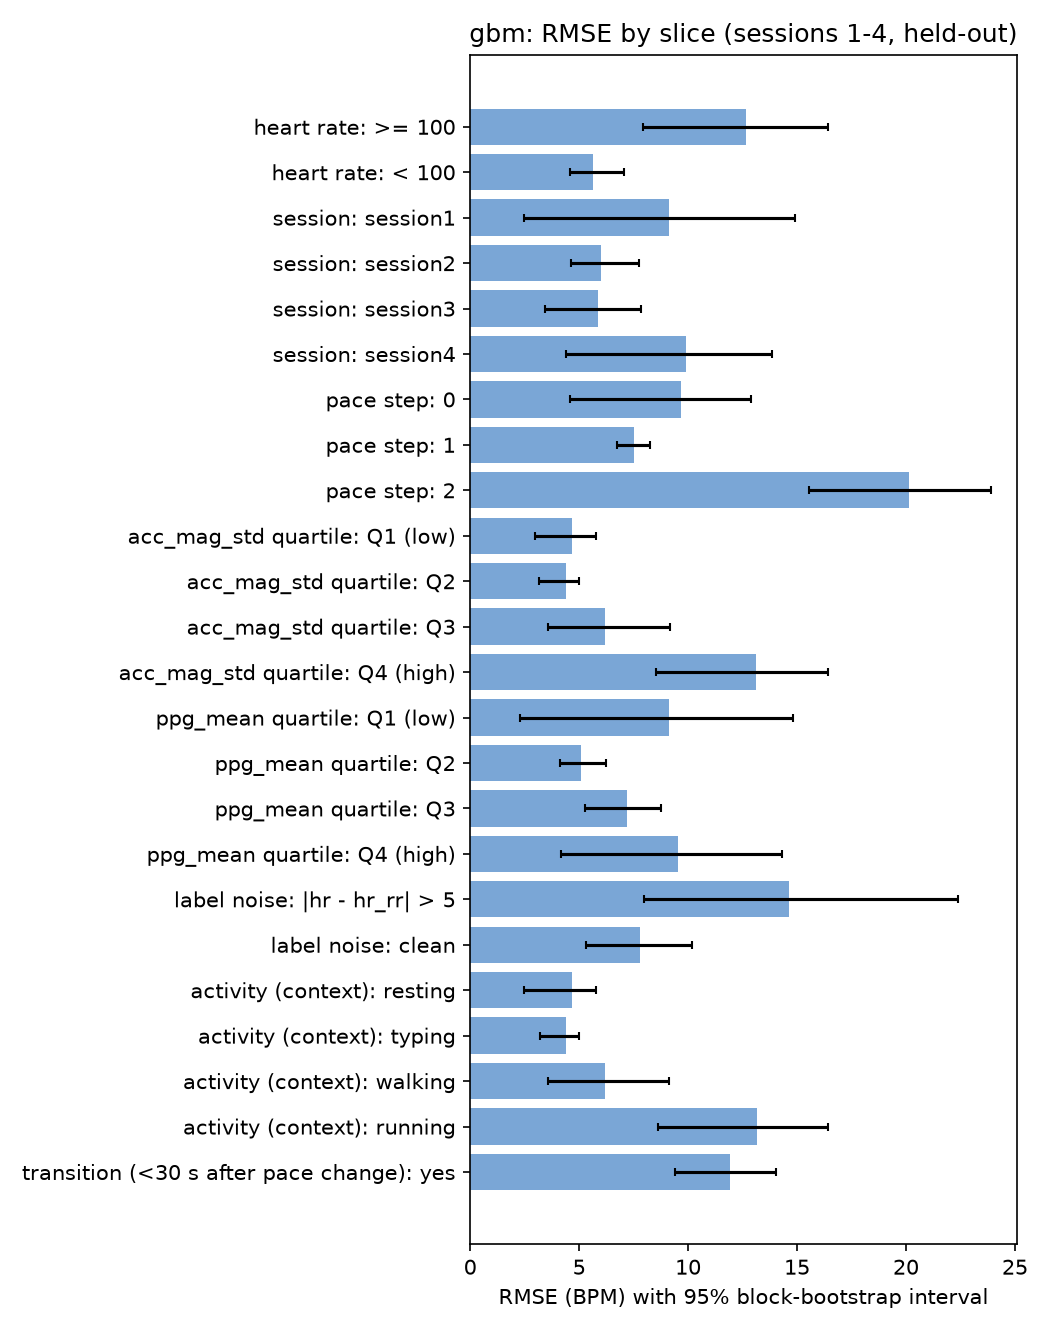 gbm: RMSE by slice (sessions 1-4, held-out)
heart rate: >= 100
heart rate: < 100
session: session1
session: session2
session: session3
session: session4
pace step: 0
pace step: 1
pace step: 2
acc_mag_std quartile: Q1 (low)
acc_mag_std quartile: Q2
acc_mag_std quartile: Q3
acc_mag_std quartile: Q4 (high)
ppg_mean quartile: Q1 (low)
ppg_mean quartile: Q2
ppg_mean quartile: Q3
ppg_mean quartile: Q4 (high)
label noise: |hr - hr_rr| > 5
label noise: clean
activity (context): resting
activity (context): typing
activity (context): walking
activity (context): running
transition (<30 s after pace change): yes
0 5 10 15 20 25
RMSE (BPM) with 95% block-bootstrap interval